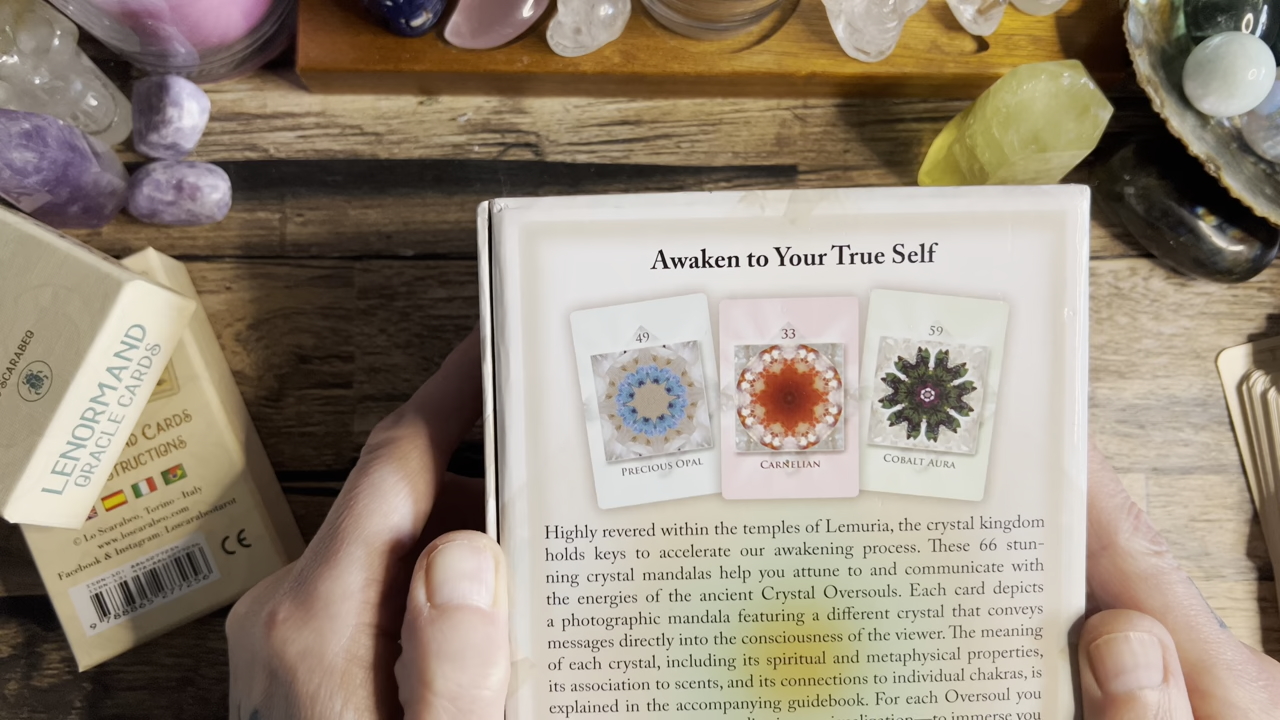 Awaken to Your True Self
49
33
59
PRECIOUS OPAL
CARNELIAN
COBALT AURA
Highly revered within the temples of Lemuria, the crystal kingdom
holds keys to accelerate our awakening process. These 66 stun-
ning crystal mandalas help you attune to and communicate with
the energies of the ancient Crystal Oversouls. Each card depicts
a photographic mandala featuring a different crystal that conveys
messages directly into the consciousness of the viewer. The meaning
of each crystal, including its spiritual and metaphysical properties,
its association to scents, and its connections to individual chakras, is
explained in the accompanying guidebook. For each Oversoul you
to immerse you
SCARABEO
LENORMAND
ORACLE CARDS
CARDS
© Lo Scarabeo, Torino - Italy
www.loscarabeo.com
Facebook & Instagram: Loscarabeotarot
CE